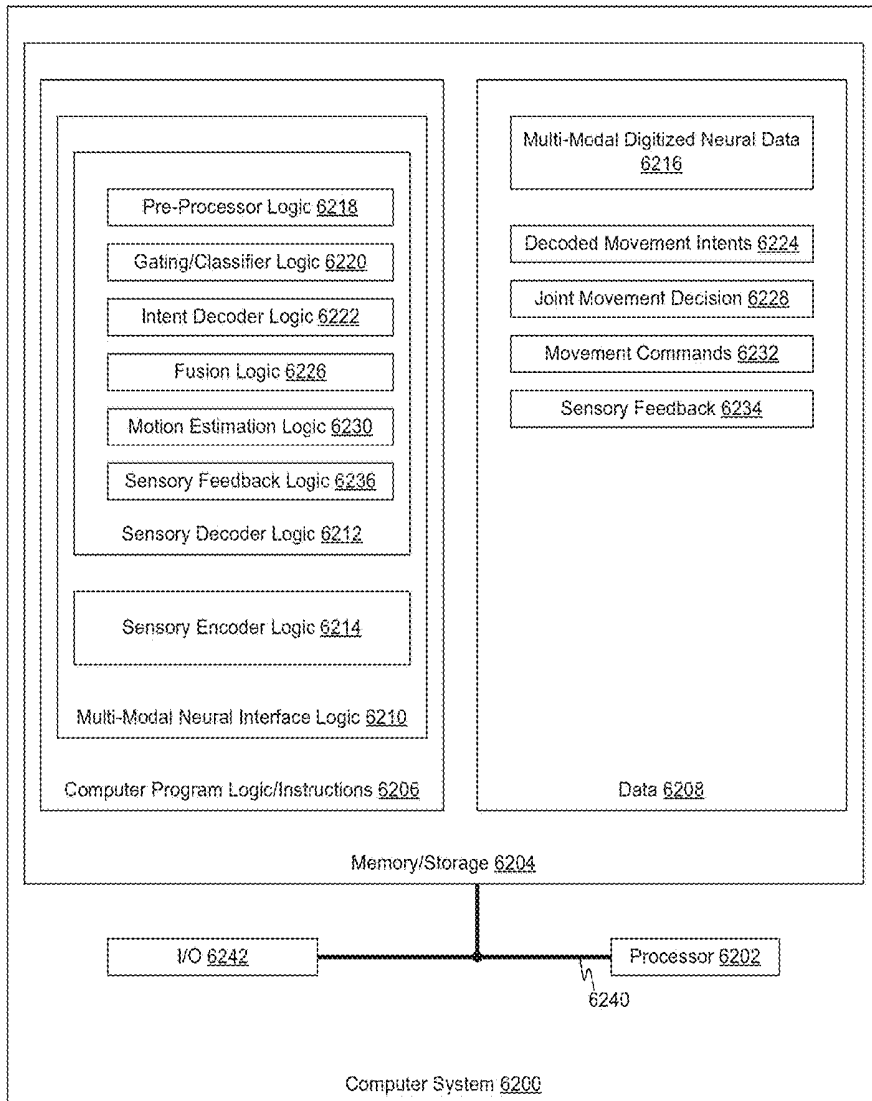 Pre-Processor Logic 6218
Gating/Classifier Logic 6220
Intent Decoder Logic 6222
Fusion Logic 6226
Motion Estimation Logic 6230
Sensory Feedback Logic 6236
Sensory Decoder Logic 6212
Sensory Encoder Logic 6214
Multi-Modal Neural Interface Logic 6210
Computer Program Logic/Instructions 6206
Multi-Modal Digitized Neural Data
6216
Decoded Movement Intents 6224
Joint Movement Decision 6228
Movement Commands 6232
Sensory Feedback 6234
Data 6208
Memory/Storage 6204
I/O 6242
Processor 6202
6240
Computer System 6200